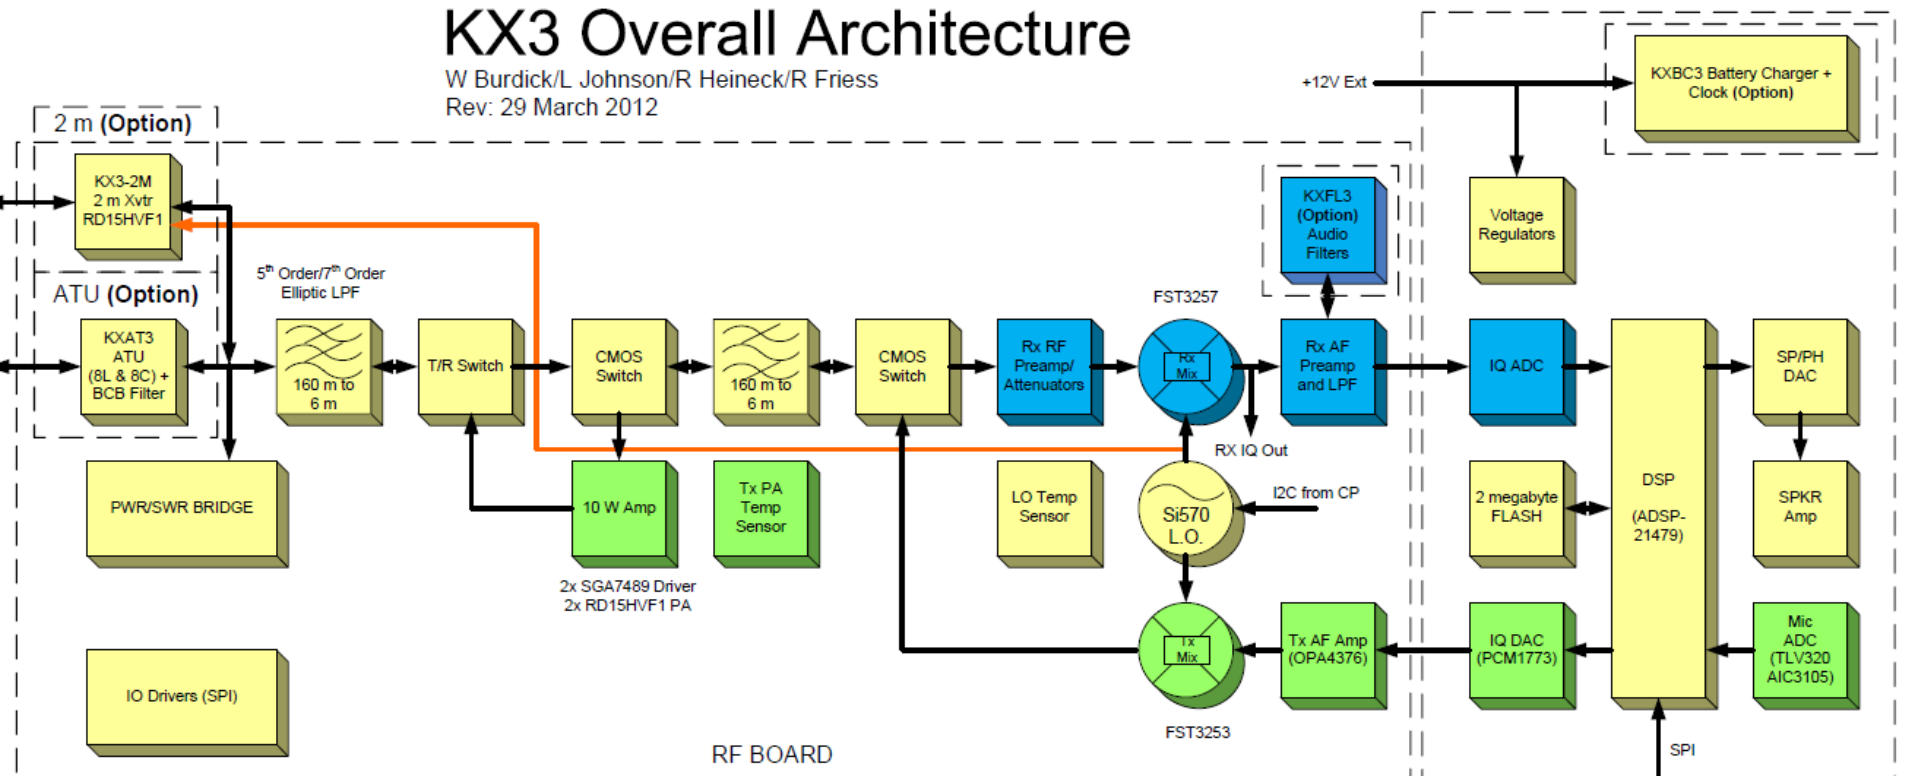 KX3 Overall Architecture
W Burdick/L Johnson/R Heineck/R Friess
Rev: 29 March 2012
+12V Ext
KXBC3 Battery Charger +
Clock (Option)
2 m (Option)
KX3-2M
2 m Xvtr
RD15HVF1
KXFL3
(Option)
Audio
Filters
Voltage
Regulators
5th Order/7th Order
Elliptic LPF
ATU (Option)
FST3257
KXAT3
ATU
(8L & 8C) +
BCB Filter
160 m to
6 m
T/R Switch
CMOS
Switch
160 m to
6 m
CMOS
Switch
Rx RF
Preamp/
Attenuators
Rx
Mix
Rx AF
Preamp
and LPF
IQ ADC
SP/PH
DAC
RX IQ Out
PWR/SWR BRIDGE
10 W Amp
Tx PA
Temp
Sensor
LO Temp
Sensor
Si570
L.O.
I2C from CP
2 megabyte
FLASH
DSP
(ADSP-
21479)
SPKR
Amp
2x SGA7489 Driver
2x RD15HVF1 PA
Tx
Mix
Tx AF Amp
(OPA4376)
IQ DAC
(PCM1773)
Mic
ADC
(TLV320
AIC3105)
IO Drivers (SPI)
FST3253
RF BOARD
SPI